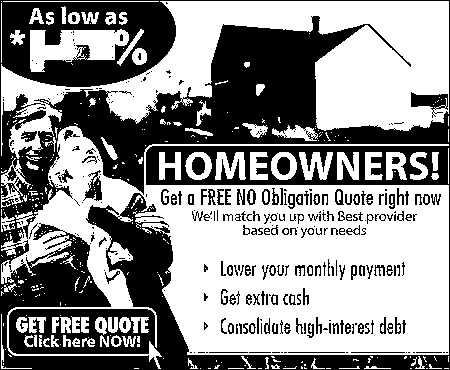 As low as
* %
HOMEOWNERS!
Get a FREE NO Obligation Quote right now
We'll match you up with Best provider
based on your needs
Lower your monthly payment
Get extra cash
Consolidate high-interest debt
GET FREE QUOTE
Click here NOW!